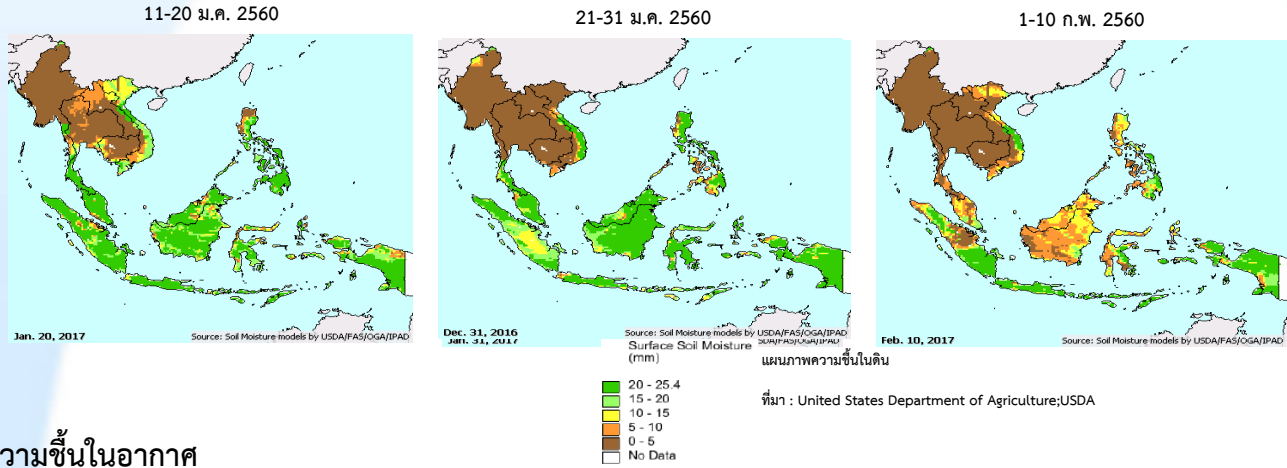 11-20 ม.ค. 2560
21-31 ม.ค. 2560
1-10 ก.พ. 2560
Jan. 20, 2017
Source: Soil Moisture models by USDA/FAS/OGA/IPAD
Dec. 31, 2016
Source: Soil Moisture models by USDA/FAS/OGA/IPAD
Jan. 31, 2017
USDA/FAS/OGA/IPAD
Feb. 10, 2017
Source: Soil Moisture models by USDA/FAS/OGA/IPAD
Surface Soil Moisture
(mm)
20 - 25.4
15 - 20
10 - 15
5 - 10
0 - 5
No Data
แผนภาพความชื้นในดิน
ที่มา : United States Department of Agriculture;USDA
วามชื้นในอากาศ